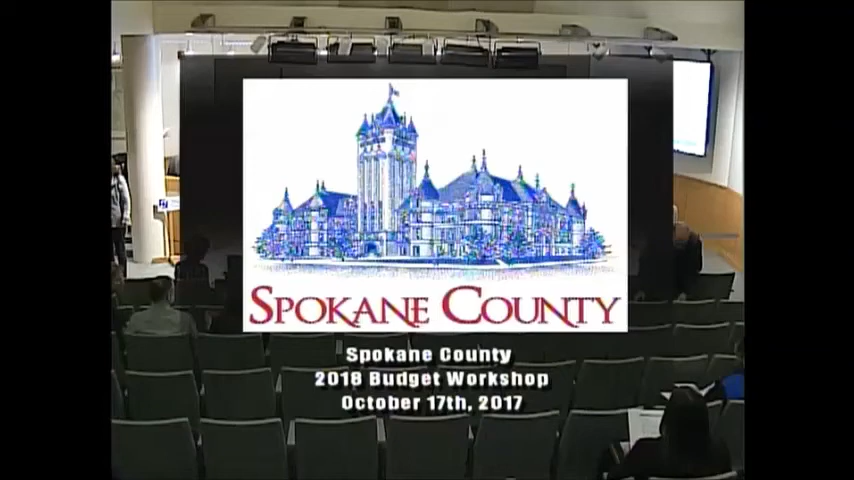 SPOKANE COUNTY
Spokane County
2018 Budget Workshop
October 17th, 2017